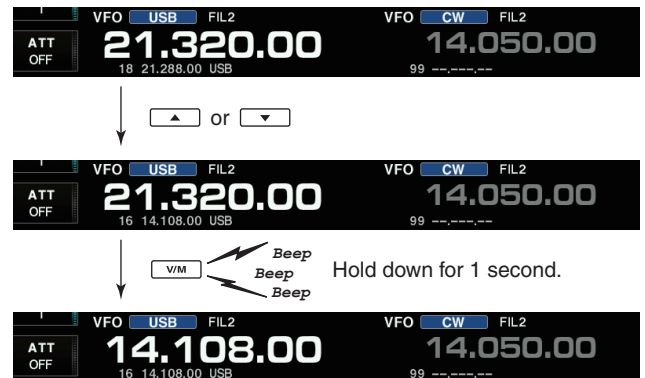 VFO USB FIL2 VFO CW FIL2
ATT OFF 21.320.00 14.050.00
18 21.288.00 USB 99 --.---.--
▲ or ▼
VFO USB FIL2 VFO CW FIL2
ATT OFF 21.320.00 14.050.00
16 14.108.00 USB 99 --.---.--
V/M Beep Beep Beep Hold down for 1 second.
VFO USB FIL2 VFO CW FIL2
ATT OFF 14.108.00 14.050.00
16 14.108.00 USB 99 --.---.--